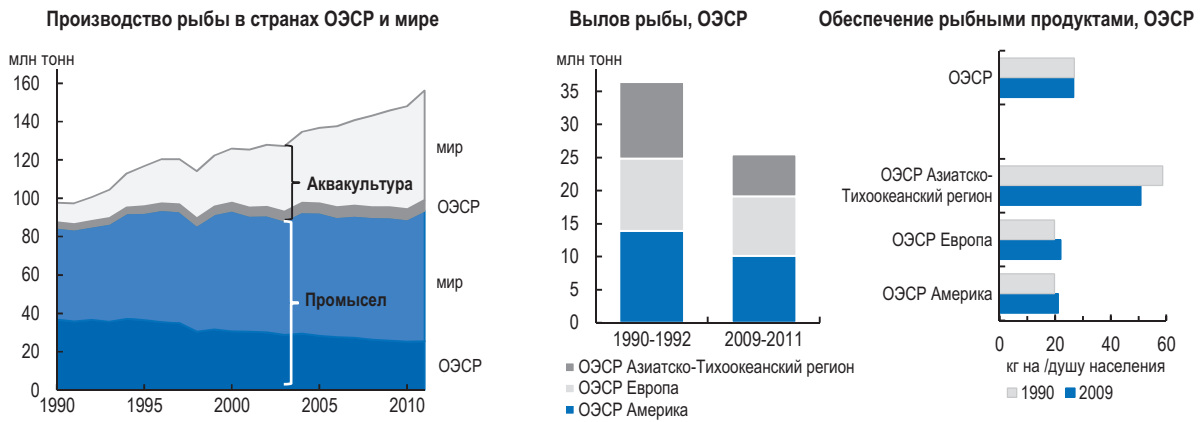 Производство рыбы в странах ОЭСР и мире
млн тонн
160
140
120
100
80
60
40
20
0
1990
1995
2000
2005
2010
мир
Аквакультура
ОЭСР
мир
Промысел
ОЭСР
Вылов рыбы, ОЭСР
млн тонн
35
30
25
20
15
10
5
0
1990-1992
2009-2011
ОЭСР Азиатско-Тихоокеанский регион
ОЭСР Европа
ОЭСР Америка
Обеспечение рыбными продуктами, ОЭСР
ОЭСР
ОЭСР Азиатско-
Тихоокеанский регион
ОЭСР Европа
ОЭСР Америка
0
20
40
60
кг на /душу населения
1990
2009